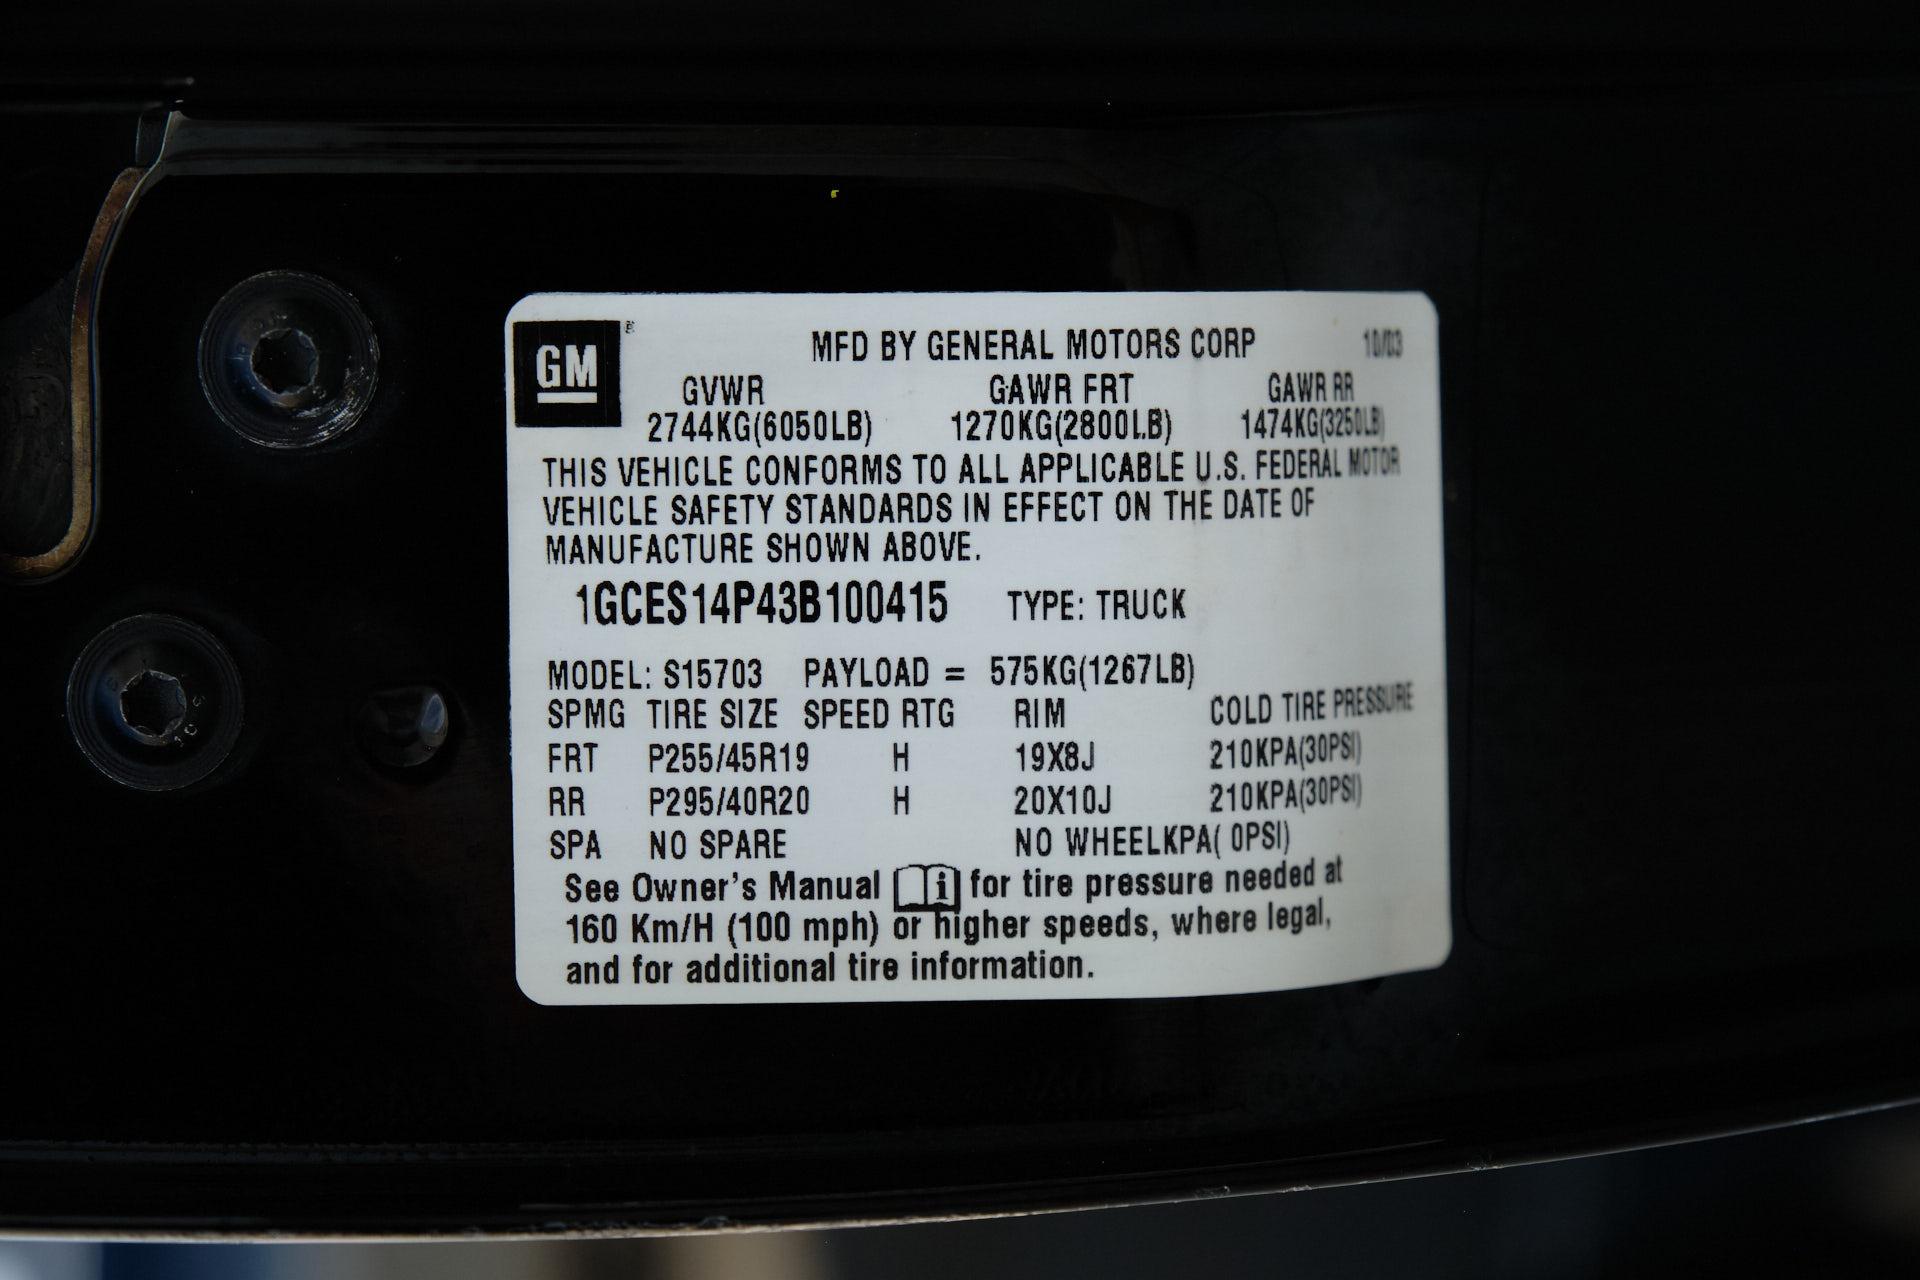 GM ® MFD BY GENERAL MOTORS CORP 10/03
GVWR GAWR FRT GAWR RR
2744KG(6050LB) 1270KG(2800LB) 1474KG(3250LB)
THIS VEHICLE CONFORMS TO ALL APPLICABLE U.S. FEDERAL MOTOR
VEHICLE SAFETY STANDARDS IN EFFECT ON THE DATE OF
MANUFACTURE SHOWN ABOVE.
1GCES14P43B100415 TYPE: TRUCK
MODEL: S15703 PAYLOAD = 575KG(1267LB)
SPMG TIRE SIZE SPEED RTG RIM COLD TIRE PRESSURE
FRT P255/45R19 H 19X8J 210KPA(30PSI)
RR P295/40R20 H 20X10J 210KPA(30PSI)
SPA NO SPARE NO WHEELKPA( 0PSI)
See Owner's Manual i for tire pressure needed at
160 Km/H (100 mph) or higher speeds, where legal,
and for additional tire information.